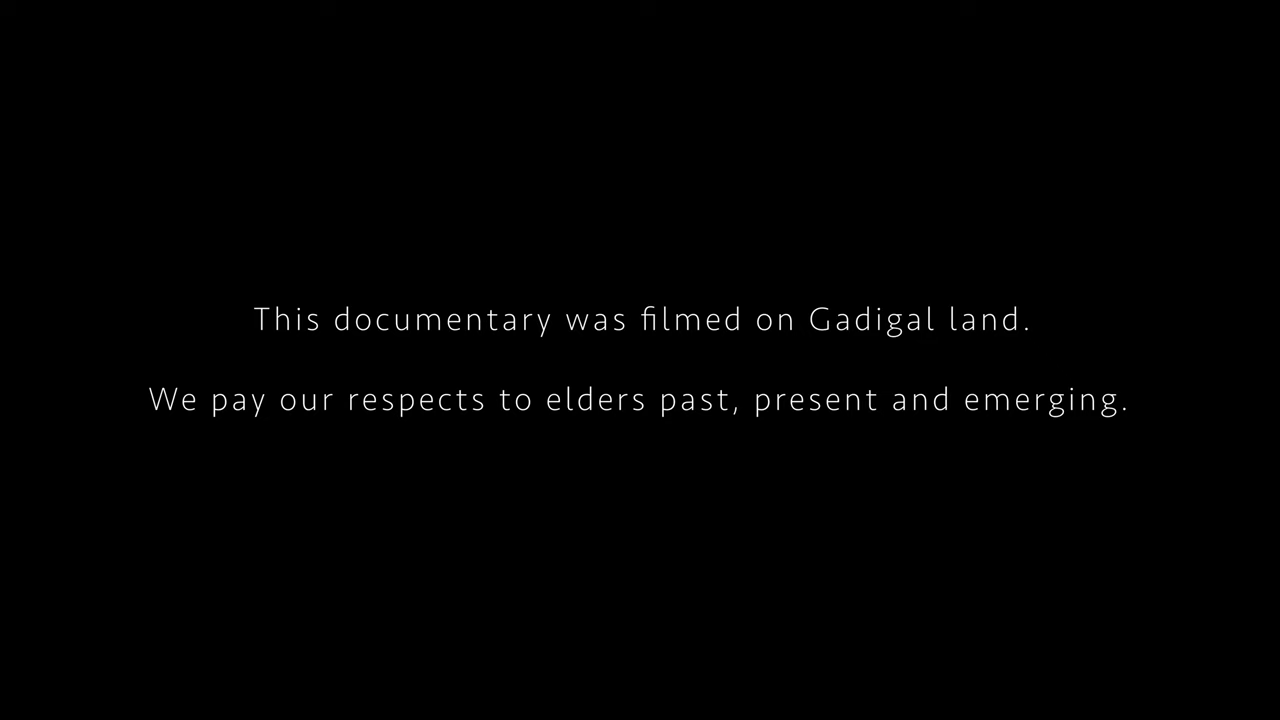 This documentary was filmed on Gadigal land.
We pay our respects to elders past, present and emerging.